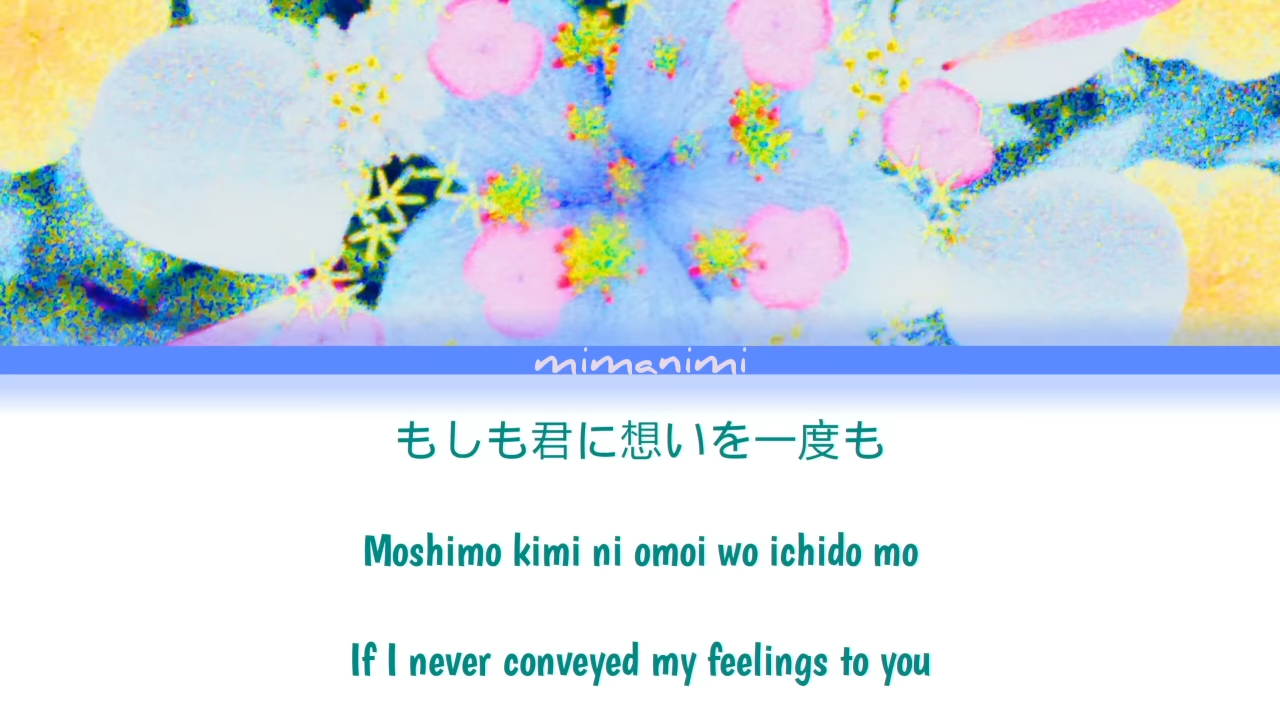 mimanimi
もしも君に想いを一度も
Moshimo kimi ni omoi wo ichido mo
If I never conveyed my feelings to you